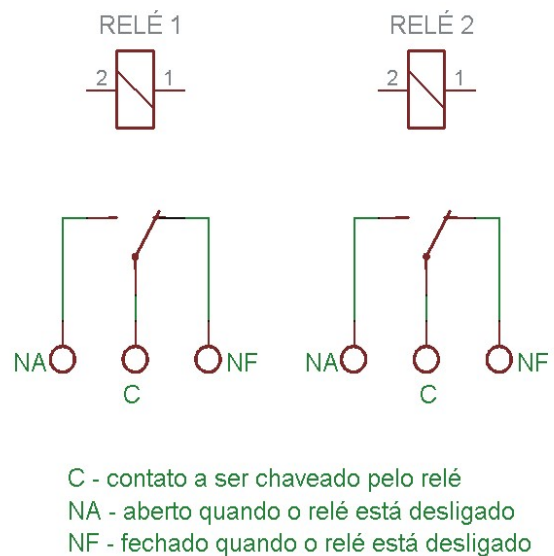 RELÉ 1 RELÉ 2
2 1 2 1
NA NF NA NF
C C
C - contato a ser chaveado pelo relé
NA - aberto quando o relé está desligado
NF - fechado quando o relé está desligado